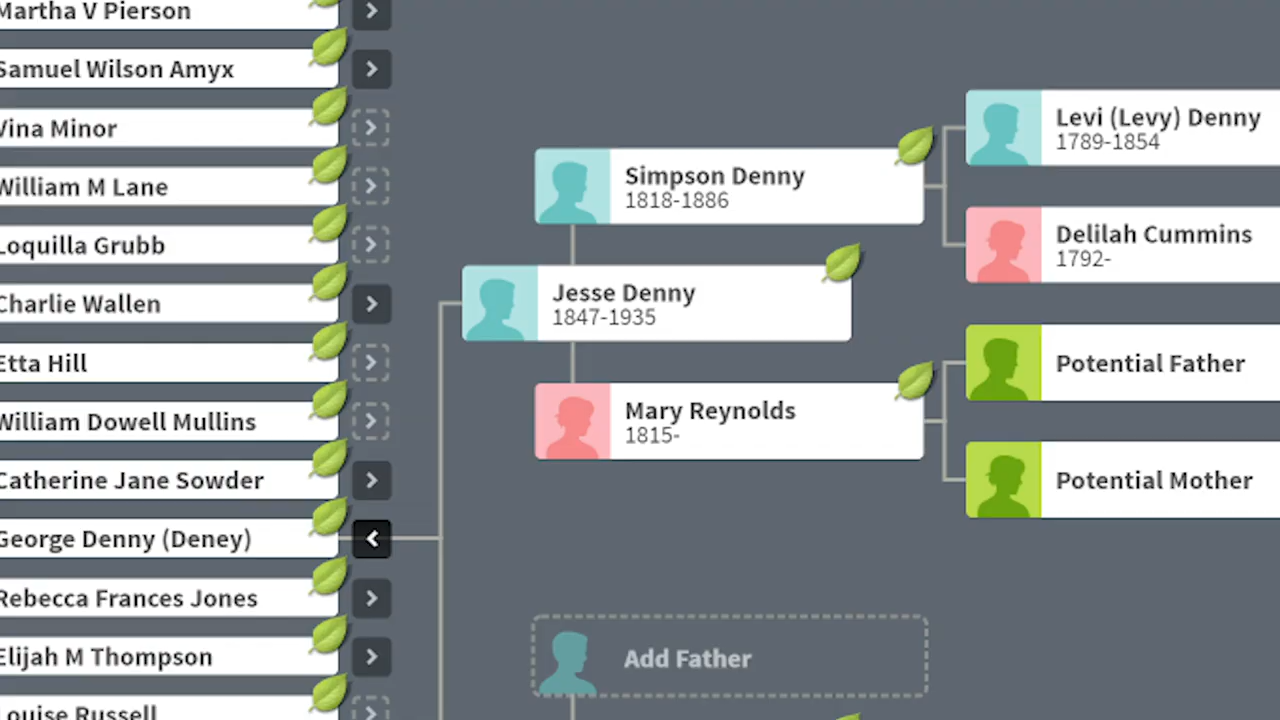 Martha V Pierson
Samuel Wilson Amyx
Vina Minor
William M Lane
Loquilla Grubb
Charlie Wallen
Etta Hill
William Dowell Mullins
Catherine Jane Sowder
George Denny (Deney)
Rebecca Frances Jones
Elijah M Thompson
Louise Russell
Simpson Denny
1818-1886
Jesse Denny
1847-1935
Mary Reynolds
1815-
Add Father
Levi (Levy) Denny
1789-1854
Delilah Cummins
1792-
Potential Father
Potential Mother